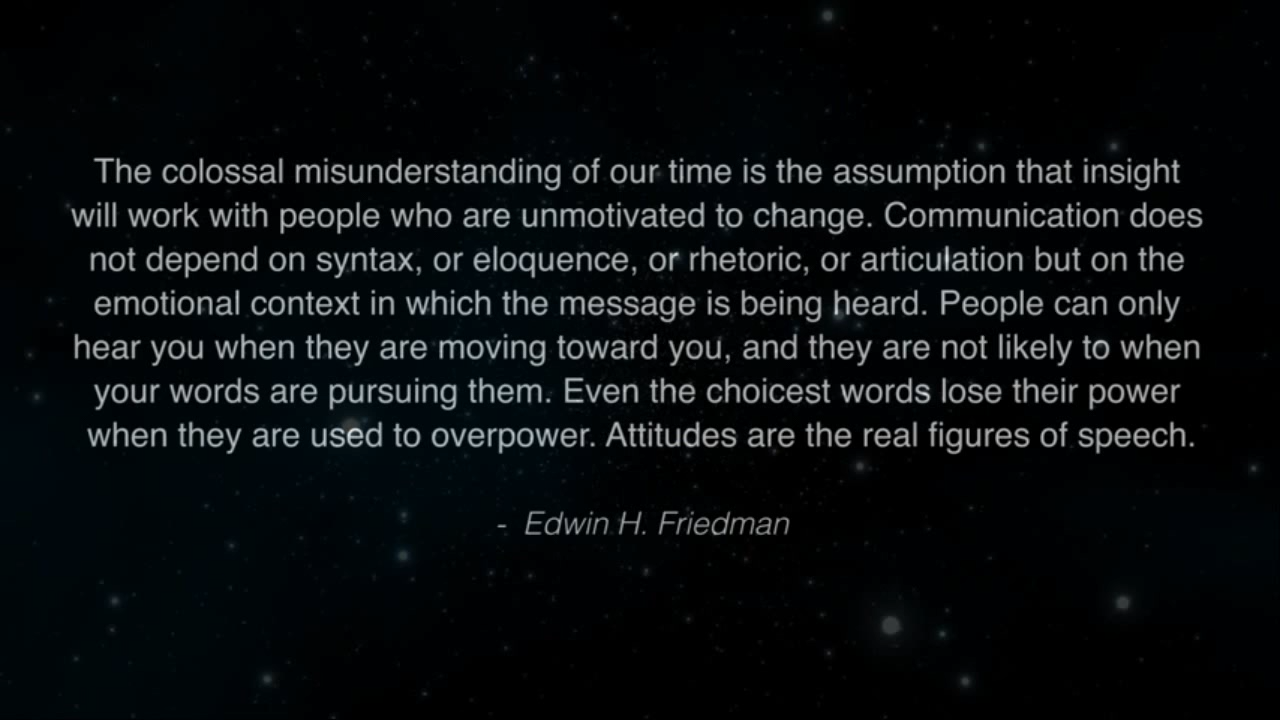 The colossal misunderstanding of our time is the assumption that insight
will work with people who are unmotivated to change. Communication does
not depend on syntax, or eloquence, or rhetoric, or articulation but on the
emotional context in which the message is being heard. People can only
hear you when they are moving toward you, and they are not likely to when
your words are pursuing them. Even the choicest words lose their power
when they are used to overpower. Attitudes are the real figures of speech.
- Edwin H. Friedman